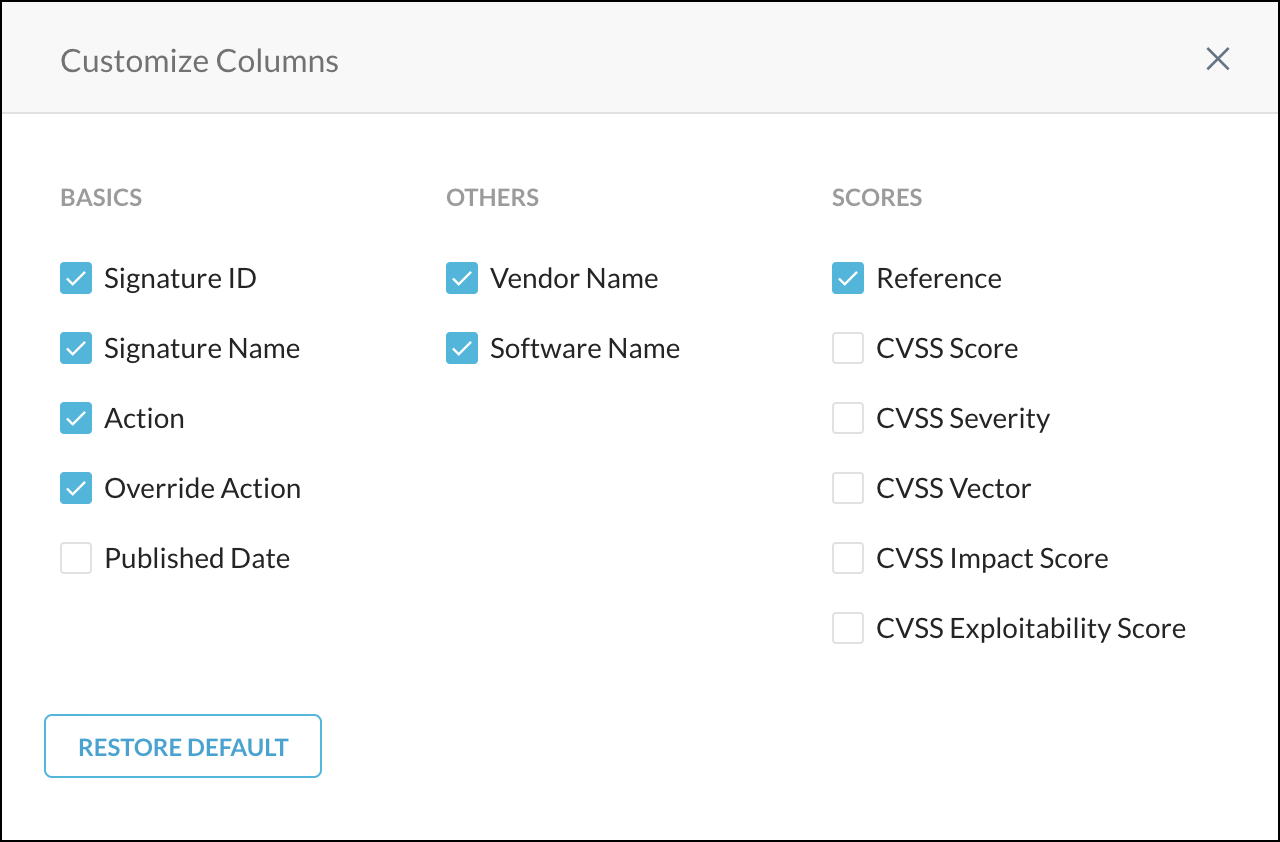 Customize Columns
BASICS
Signature ID
Signature Name
Action
Override Action
Published Date
OTHERS
Vendor Name
Software Name
SCORES
Reference
CVSS Score
CVSS Severity
CVSS Vector
CVSS Impact Score
CVSS Exploitability Score
RESTORE DEFAULT